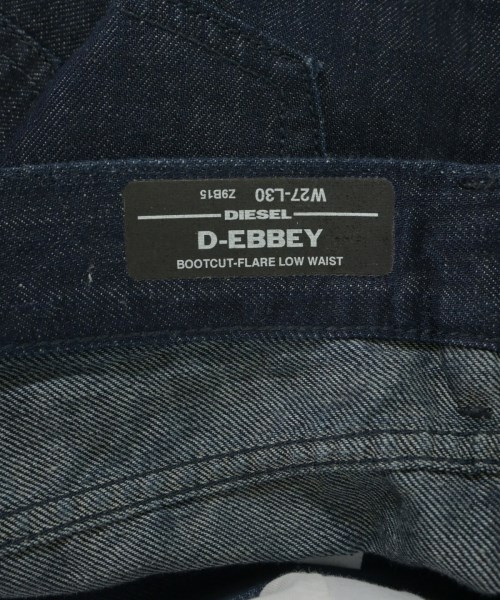 W27-L30 Z9B15
DIESEL
D-EBBEY
BOOTCUT-FLARE LOW WAIST